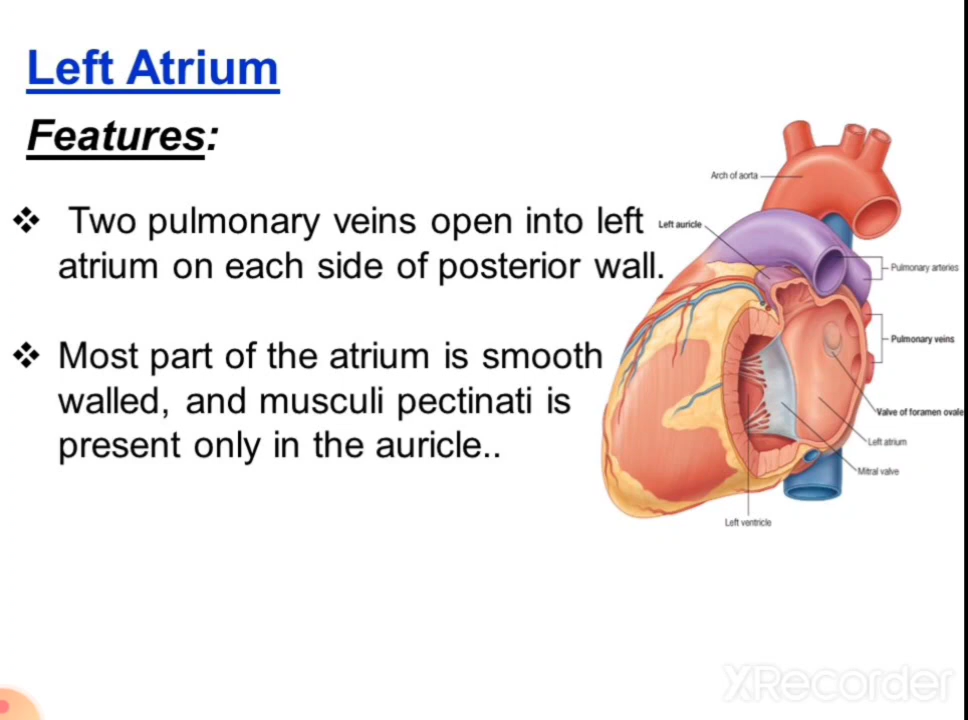 Left Atrium
Features:
❖ Two pulmonary veins open into left
atrium on each side of posterior wall.
❖ Most part of the atrium is smooth
walled, and musculi pectinati is
present only in the auricle..
Arch of aorta
Left auricle
Pulmonary arteries
Pulmonary veins
Valve of foramen ovale
Left atrium
Mitral valve
Left ventricle
XRecorder